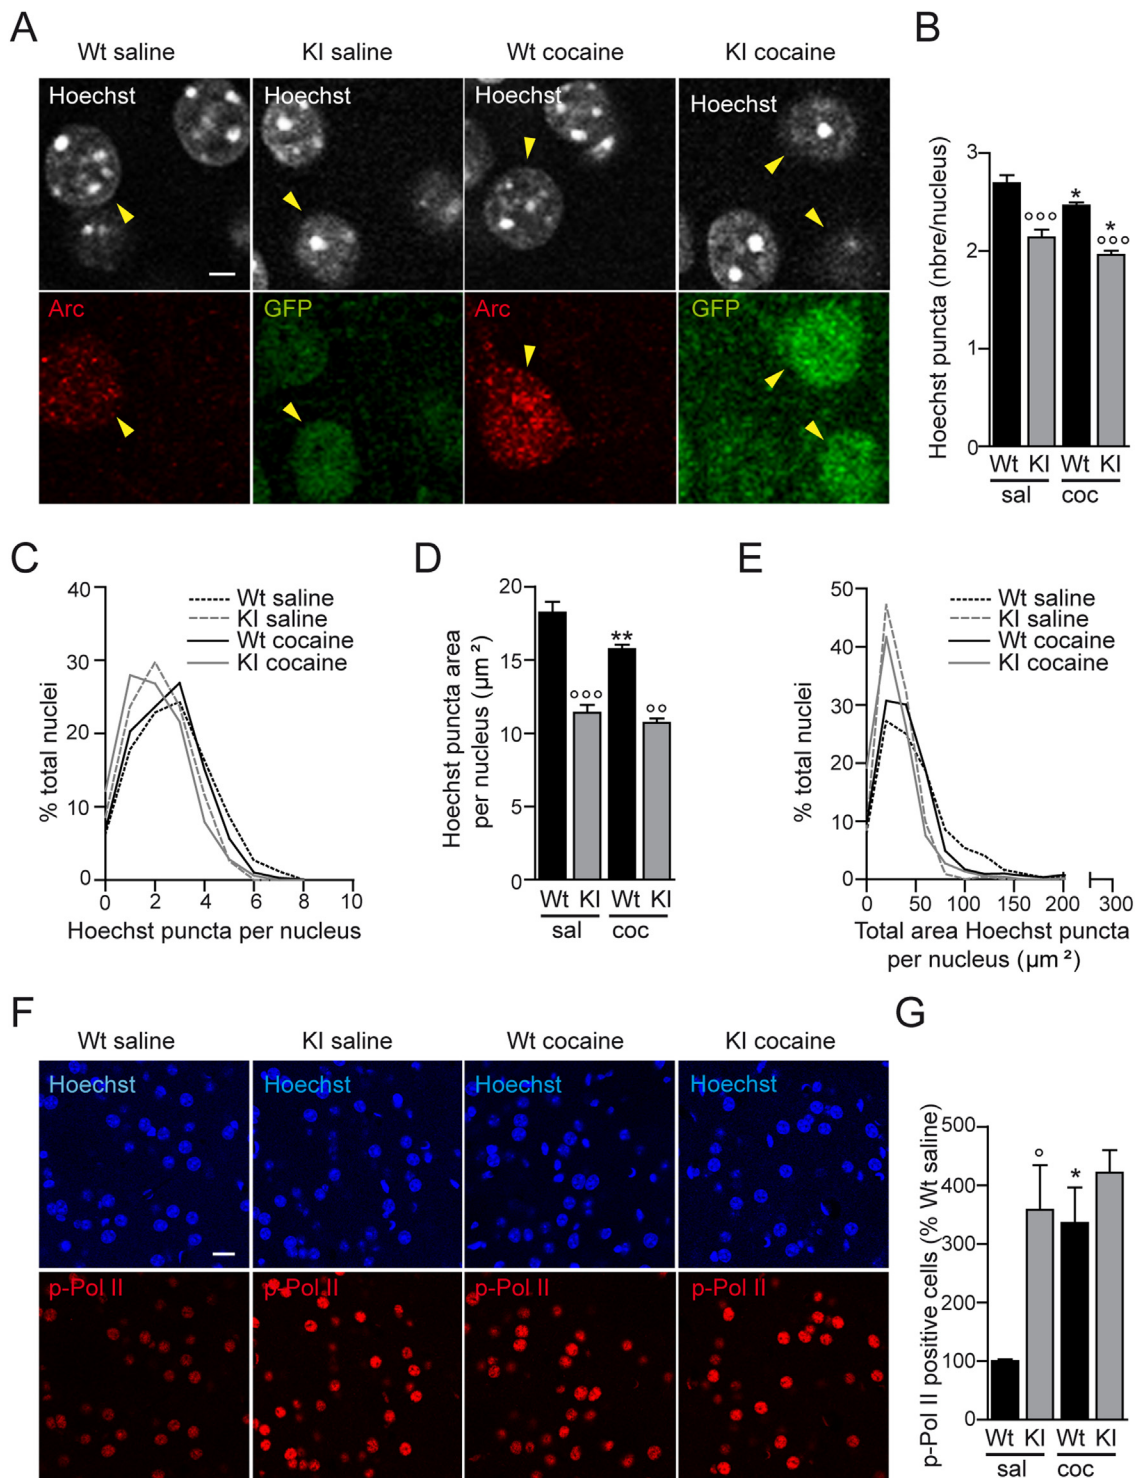 A
Wt saline
KI saline
Wt cocaine
KI cocaine
Hoechst
Hoechst
Hoechst
Hoechst
Arc
GFP
Arc
GFP
B
Hoechst puncta (nbre/nucleus)
3
2
1
0
°°°
*
*
°°°
Wt KI Wt KI
sal coc
C
% total nuclei
40
30
20
10
0
Wt saline
KI saline
Wt cocaine
KI cocaine
0 2 4 6 8 10
Hoechst puncta per nucleus
D
Hoechst puncta area
per nucleus (µm²)
20
15
10
5
0
°°°
**
°°
Wt KI Wt KI
sal coc
E
% total nuclei
50
40
30
20
10
0
Wt saline
KI saline
Wt cocaine
KI cocaine
0 50 100 150 200 300
Total area Hoechst puncta
per nucleus (µm²)
F
Wt saline
KI saline
Wt cocaine
KI cocaine
Hoechst
Hoechst
Hoechst
Hoechst
p-Pol II
p-Pol II
p-Pol II
p-Pol II
G
p-Pol II positive cells (% Wt saline)
500
400
300
200
100
0
°
*
Wt KI Wt KI
sal coc